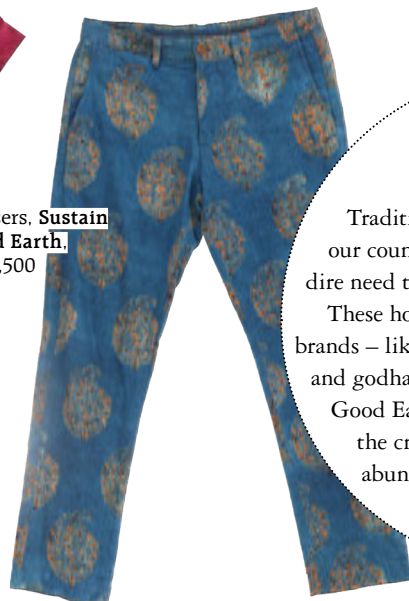 ers, Sustain
d Earth,
,500
Traditi
our coun
dire need t
These ho
brands – lik
and godha
Good Ea
the cr
abun